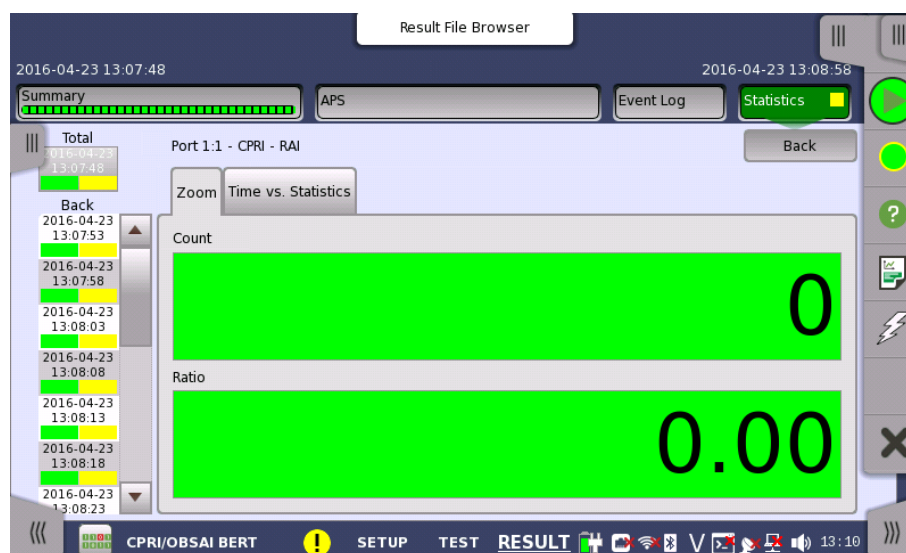 Result File Browser
2016-04-23 13:07:48
2016-04-23 13:08:58
Summary
APS
Event Log
Statistics
Total
2016-04-23
13:07:48
Port 1:1 - CPRI - RAI
Back
Zoom
Time vs. Statistics
Back
2016-04-23
13:07:53
2016-04-23
13:07:58
2016-04-23
13:08:03
2016-04-23
13:08:08
2016-04-23
13:08:13
2016-04-23
13:08:18
2016-04-23
13:08:23
Count
0
Ratio
0.00
CPRI/OBSAI BERT
SETUP
TEST
RESULT
V
13:10